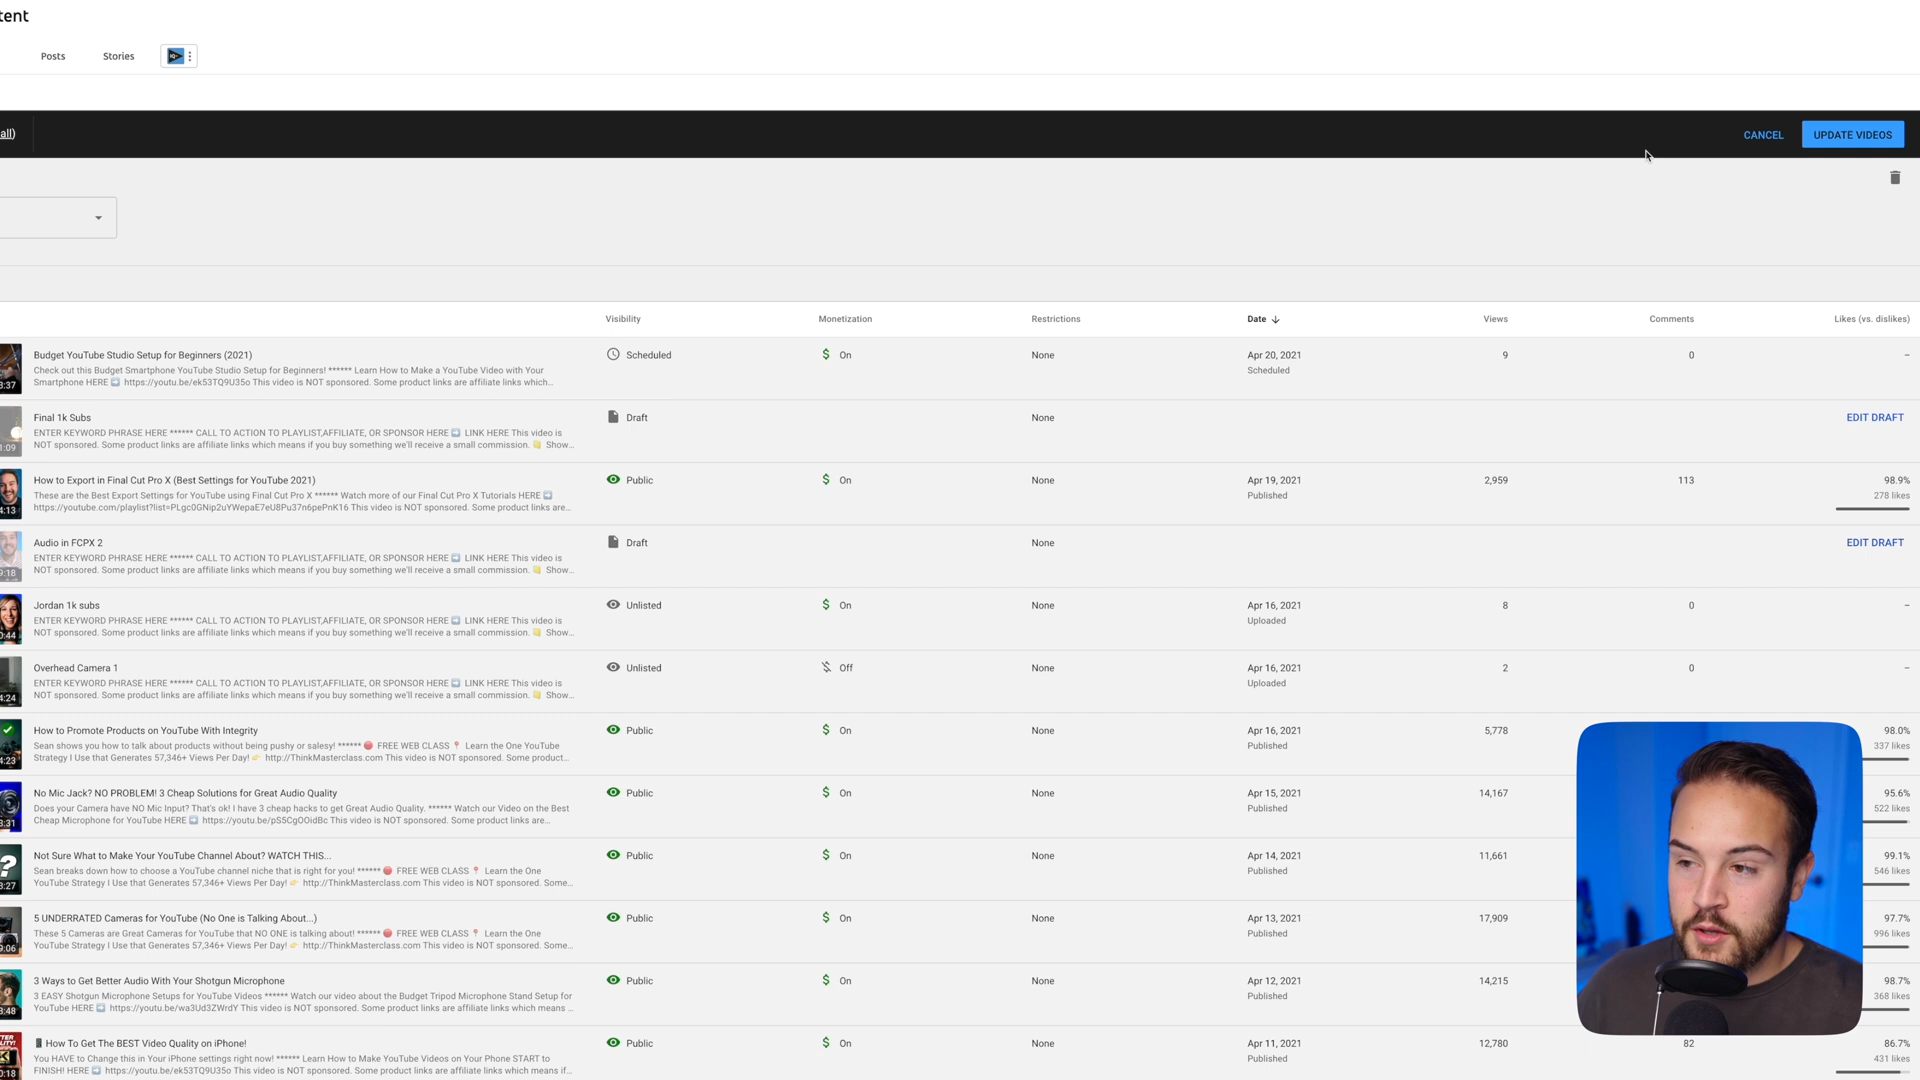 tent
Posts Stories
all) CANCEL UPDATE VIDEOS
Visibility Monetization Restrictions Date Views Comments Likes (vs. dislikes)
Budget YouTube Studio Setup for Beginners (2021) Scheduled On None Apr 20, 2021 9 0 –
Check out this Budget Smartphone YouTube Studio Setup for Beginners! ****** Learn How to Make a YouTube Video with Your Scheduled
3:37 Smartphone HERE ➡️ https://youtu.be/ek53TQ9U35o This video is NOT sponsored. Some product links are affiliate links which…
Final 1k Subs Draft None EDIT DRAFT
ENTER KEYWORD PHRASE HERE ****** CALL TO ACTION TO PLAYLIST,AFFILIATE, OR SPONSOR HERE ➡️ LINK HERE This video is
1:09 NOT sponsored. Some product links are affiliate links which means if you buy something we'll receive a small commission. 📒 Show…
How to Export in Final Cut Pro X (Best Settings for YouTube 2021) Public On None Apr 19, 2021 2,959 113 98.9%
These are the Best Export Settings for YouTube using Final Cut Pro X ****** Watch more of our Final Cut Pro X Tutorials HERE ➡️ Published 278 likes
4:13 https://youtube.com/playlist?list=PLgc0GNip2uYWepaE7eU8Pu37n6pePnK16 This video is NOT sponsored. Some product links are…
Audio in FCPX 2 Draft None EDIT DRAFT
ENTER KEYWORD PHRASE HERE ****** CALL TO ACTION TO PLAYLIST,AFFILIATE, OR SPONSOR HERE ➡️ LINK HERE This video is
9:18 NOT sponsored. Some product links are affiliate links which means if you buy something we'll receive a small commission. 📒 Show…
Jordan 1k subs Unlisted On None Apr 16, 2021 8 0 –
ENTER KEYWORD PHRASE HERE ****** CALL TO ACTION TO PLAYLIST,AFFILIATE, OR SPONSOR HERE ➡️ LINK HERE This video is Uploaded
0:44 NOT sponsored. Some product links are affiliate links which means if you buy something we'll receive a small commission. 📒 Show…
Overhead Camera 1 Unlisted Off None Apr 16, 2021 2 0 –
ENTER KEYWORD PHRASE HERE ****** CALL TO ACTION TO PLAYLIST,AFFILIATE, OR SPONSOR HERE ➡️ LINK HERE This video is Uploaded
4:24 NOT sponsored. Some product links are affiliate links which means if you buy something we'll receive a small commission. 📒 Show…
How to Promote Products on YouTube With Integrity Public On None Apr 16, 2021 5,778 98.0%
Sean shows you how to talk about products without being pushy or salesy! ****** 🔴 FREE WEB CLASS 📍 Learn the One YouTube Published 337 likes
4:23 Strategy I Use that Generates 57,346+ Views Per Day! 👉 http://ThinkMasterclass.com This video is NOT sponsored. Some product…
No Mic Jack? NO PROBLEM! 3 Cheap Solutions for Great Audio Quality Public On None Apr 15, 2021 14,167 95.6%
Does your Camera have NO Mic Input? That's ok! I have 3 cheap hacks to get Great Audio Quality. ****** Watch our Video on the Best Published 522 likes
3:31 Cheap Microphone for YouTube HERE ➡️ https://youtu.be/pS5CgOOidBc This video is NOT sponsored. Some product links are…
Not Sure What to Make Your YouTube Channel About? WATCH THIS... Public On None Apr 14, 2021 11,661 99.1%
? Sean breaks down how to choose a YouTube channel niche that is right for you! ****** 🔴 FREE WEB CLASS 📍 Learn the One Published 546 likes
3:27 YouTube Strategy I Use that Generates 57,346+ Views Per Day! 👉 http://ThinkMasterclass.com This video is NOT sponsored. Some…
5 UNDERRATED Cameras for YouTube (No One is Talking About...) Public On None Apr 13, 2021 17,909 97.7%
These 5 Cameras are Great Cameras for YouTube that NO ONE is talking about! ****** 🔴 FREE WEB CLASS 📍 Learn the One Published 996 likes
9:06 YouTube Strategy I Use that Generates 57,346+ Views Per Day! 👉 http://ThinkMasterclass.com This video is NOT sponsored. Some…
3 Ways to Get Better Audio With Your Shotgun Microphone Public On None Apr 12, 2021 14,215 98.7%
3 EASY Shotgun Microphone Setups for YouTube Videos ****** Watch our video about the Budget Tripod Microphone Stand Setup for Published 368 likes
3:48 YouTube HERE ➡️ https://youtu.be/wa3Ud3ZWrdY This video is NOT sponsored. Some product links are affiliate links which means …
📱 How To Get The BEST Video Quality on iPhone! Public On None Apr 11, 2021 12,780 82 86.7%
You HAVE to Change this in Your iPhone settings right now! ****** Learn How to Make YouTube Videos on Your Phone START to Published 431 likes
0:18 FINISH! HERE ➡️ https://youtu.be/ek53TQ9U35o This video is NOT sponsored. Some product links are affiliate links which means if…